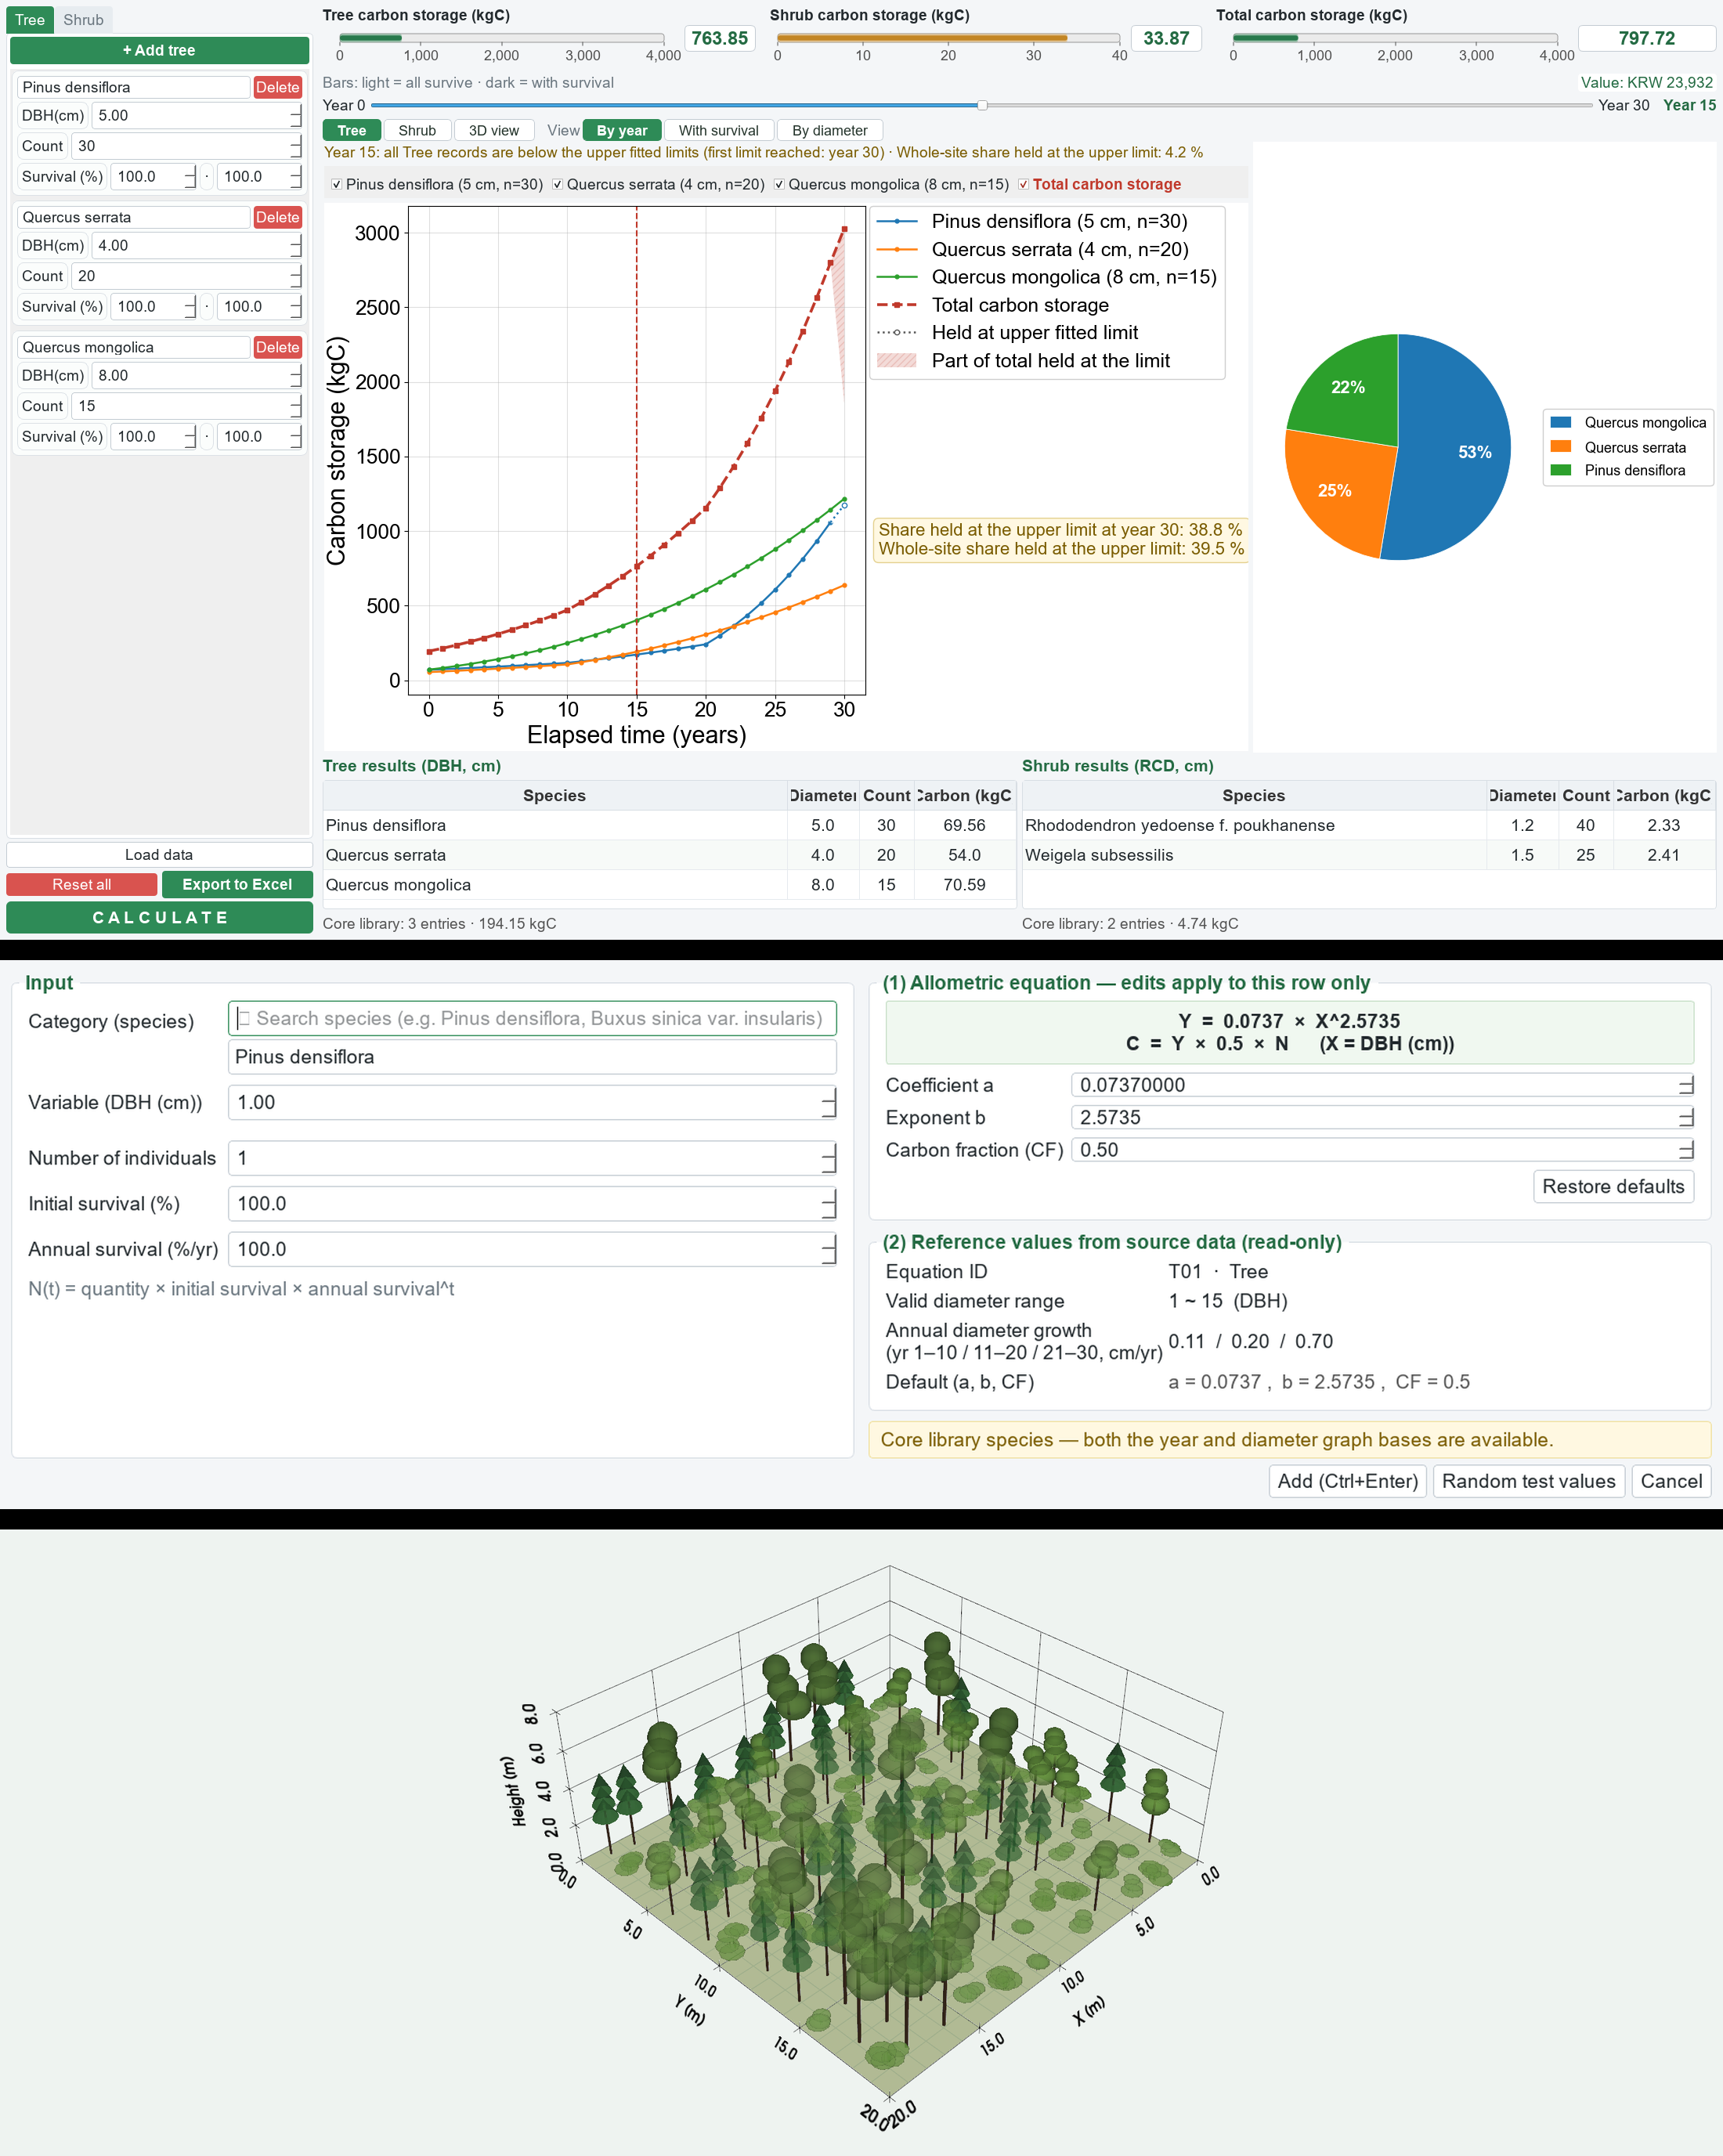 Tree Shrub
+ Add tree
Pinus densiflora Delete
DBH(cm) 5.00
Count 30
Survival (%) 100.0 · 100.0
Quercus serrata Delete
DBH(cm) 4.00
Count 20
Survival (%) 100.0 · 100.0
Quercus mongolica Delete
DBH(cm) 8.00
Count 15
Survival (%) 100.0 · 100.0
Load data
Reset all Export to Excel
CALCULATE
Tree carbon storage (kgC)
0 1,000 2,000 3,000 4,000
763.85
Shrub carbon storage (kgC)
0 10 20 30 40
33.87
Total carbon storage (kgC)
0 1,000 2,000 3,000 4,000
797.72
Bars: light = all survive · dark = with survival
Value: KRW 23,932
Year 0 Year 30 Year 15
Tree Shrub 3D view View By year With survival By diameter
Year 15: all Tree records are below the upper fitted limits (first limit reached: year 30) · Whole-site share held at the upper limit: 4.2 %
Pinus densiflora (5 cm, n=30) Quercus serrata (4 cm, n=20) Quercus mongolica (8 cm, n=15) Total carbon storage
Carbon storage (kgC)
3000
2500
2000
1500
1000
500
0
0 5 10 15 20 25 30
Elapsed time (years)
Pinus densiflora (5 cm, n=30)
Quercus serrata (4 cm, n=20)
Quercus mongolica (8 cm, n=15)
Total carbon storage
Held at upper fitted limit
Part of total held at the limit
Share held at the upper limit at year 30: 38.8 %
Whole-site share held at the upper limit: 39.5 %
22%
53%
25%
Quercus mongolica
Quercus serrata
Pinus densiflora
Tree results (DBH, cm)
Species Diameter Count Carbon (kgC
Pinus densiflora 5.0 30 69.56
Quercus serrata 4.0 20 54.0
Quercus mongolica 8.0 15 70.59
Core library: 3 entries · 194.15 kgC
Shrub results (RCD, cm)
Species Diameter Count Carbon (kgC
Rhododendron yedoense f. poukhanense 1.2 40 2.33
Weigela subsessilis 1.5 25 2.41
Core library: 2 entries · 4.74 kgC
Input
Category (species) Search species (e.g. Pinus densiflora, Buxus sinica var. insularis)
Pinus densiflora
Variable (DBH (cm)) 1.00
Number of individuals 1
Initial survival (%) 100.0
Annual survival (%/yr) 100.0
N(t) = quantity × initial survival × annual survival^t
(1) Allometric equation — edits apply to this row only
Y = 0.0737 × X^2.5735
C = Y × 0.5 × N (X = DBH (cm))
Coefficient a 0.07370000
Exponent b 2.5735
Carbon fraction (CF) 0.50
Restore defaults
(2) Reference values from source data (read-only)
Equation ID T01 · Tree
Valid diameter range 1 ~ 15 (DBH)
Annual diameter growth
(yr 1–10 / 11–20 / 21–30, cm/yr) 0.11 / 0.20 / 0.70
Default (a, b, CF) a = 0.0737 , b = 2.5735 , CF = 0.5
Core library species — both the year and diameter graph bases are available.
Add (Ctrl+Enter) Random test values Cancel
Height (m)
8.0
6.0
4.0
2.0
0.0
0.0
5.0
10.0
15.0
20.0
Y (m)
0.0
5.0
10.0
15.0
20.0
X (m)